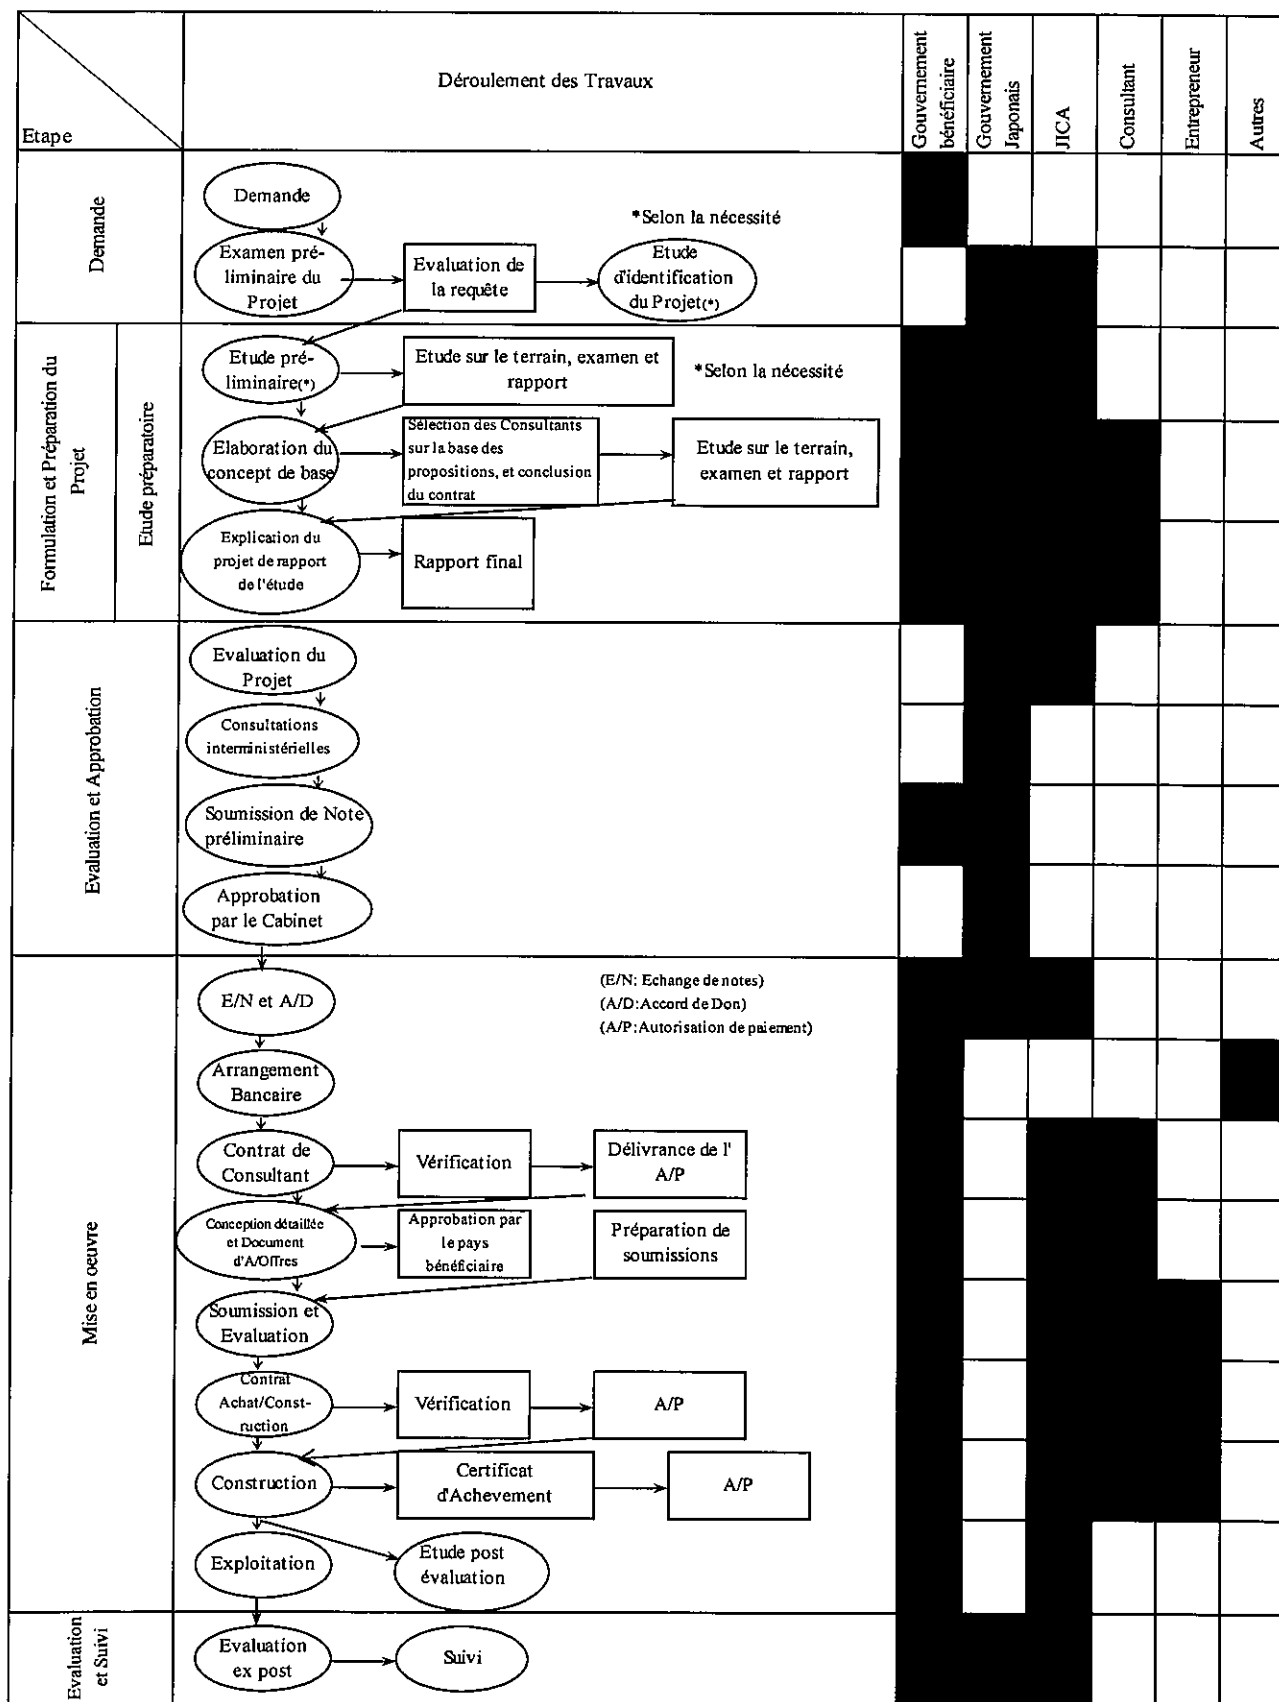 Etape
Déroulement des Travaux
Gouvernement
bénéficiaire
Gouvernement
Japonais
JICA
Consultant
Entrepreneur
Autres
Demande
Demande
*Selon la nécessité
Examen pré-
liminaire du
Projet
Evaluation de
la requête
Etude
d'identification
du Projet(*)
Formulation et Préparation du
Projet
Etude préparatoire
Etude pré-
liminaire(*)
Etude sur le terrain, examen et
rapport
*Selon la nécessité
Elaboration du
concept de base
Sélection des Consultants
sur la base des
propositions, et conclusion
du contrat
Etude sur le terrain,
examen et rapport
Explication du
projet de rapport
de l'étude
Rapport final
Evaluation et Approbation
Evaluation du
Projet
Consultations
interministérielles
Soumission de Note
préliminaire
Approbation
par le Cabinet
Mise en oeuvre
E/N et A/D
(E/N: Echange de notes)
(A/D:Accord de Don)
(A/P:Autorisation de paiement)
Arrangement
Bancaire
Contrat de
Consultant
Vérification
Délivrance de l'
A/P
Conception détaillée
et Document
d'A/Offres
Approbation par
le pays
bénéficiaire
Préparation de
soumissions
Soumission et
Evaluation
Contrat
Achat/Const-
ruction
Vérification
A/P
Construction
Certificat
d'Achevement
A/P
Exploitation
Etude post
évaluation
Evaluation
et Suivi
Evaluation
ex post
Suivi